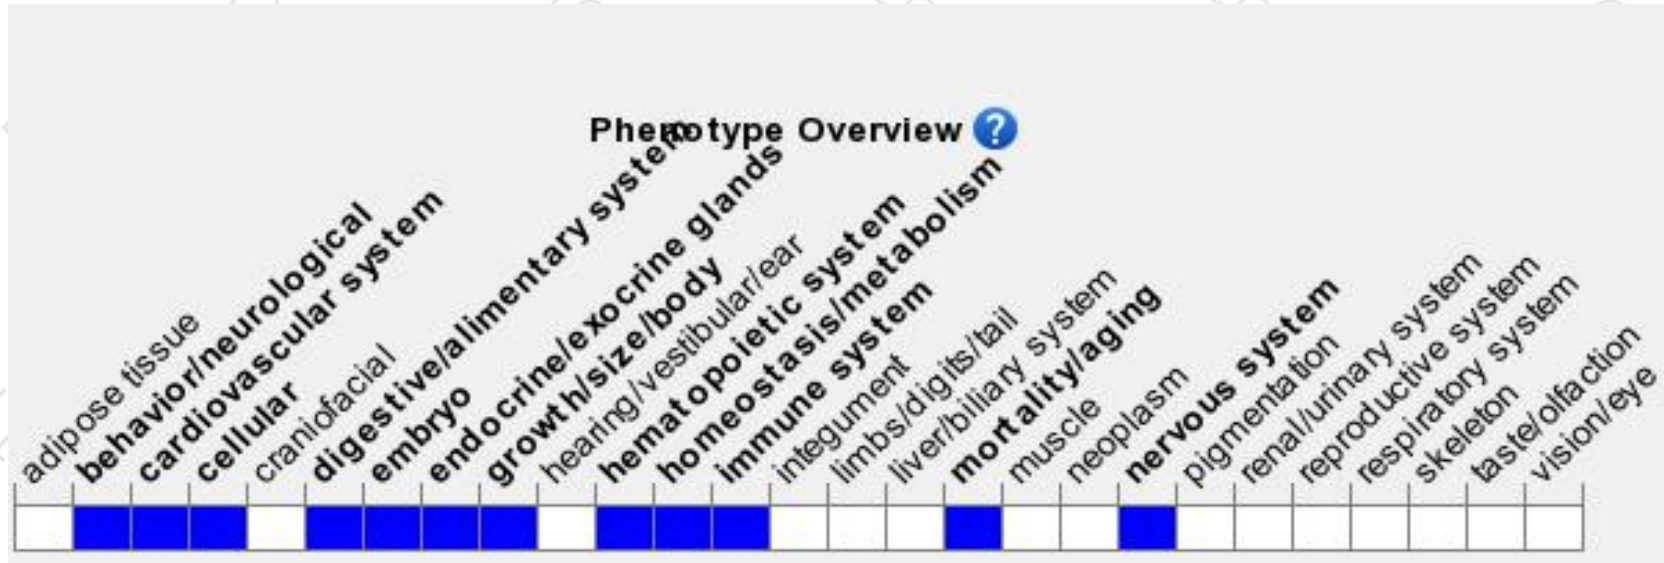 Phenotype Overview ?
adipose tissue
behavior/neurological
cardiovascular system
cellular
craniofacial
digestive/alimentary system
embryo
endocrine/exocrine glands
growth/size/body
hearing/vestibular/ear
hematopoietic system
homeostasis/metabolism
immune system
integument
limbs/digits/tail
liver/biliary system
mortality/aging
muscle
neoplasm
nervous system
pigmentation
renal/urinary system
reproductive system
respiratory system
skeleton
taste/olfaction
vision/eye